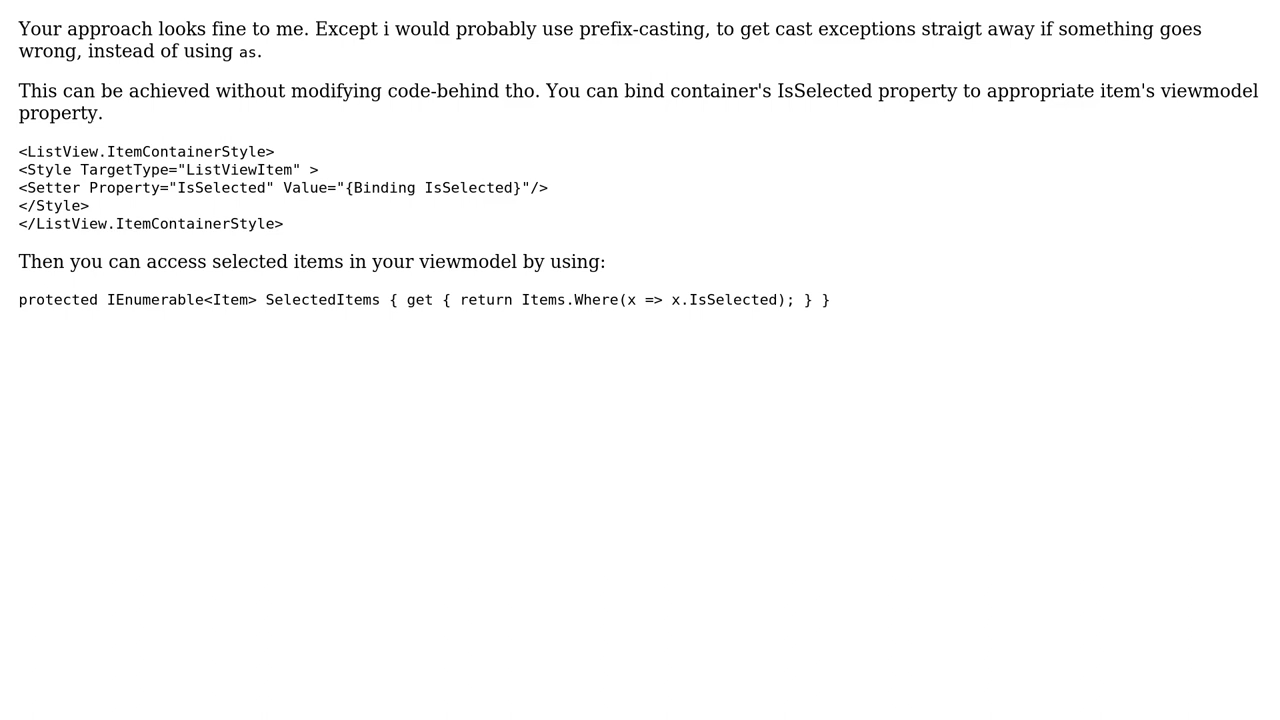 Your approach looks fine to me. Except i would probably use prefix-casting, to get cast exceptions straigt away if something goes
wrong, instead of using as.
This can be achieved without modifying code-behind tho. You can bind container's IsSelected property to appropriate item's viewmodel
property.
<ListView.ItemContainerStyle>
<Style TargetType="ListViewItem" >
<Setter Property="IsSelected" Value="{Binding IsSelected}"/>
</Style>
</ListView.ItemContainerStyle>
Then you can access selected items in your viewmodel by using:
protected IEnumerable<Item> SelectedItems { get { return Items.Where(x => x.IsSelected); } }